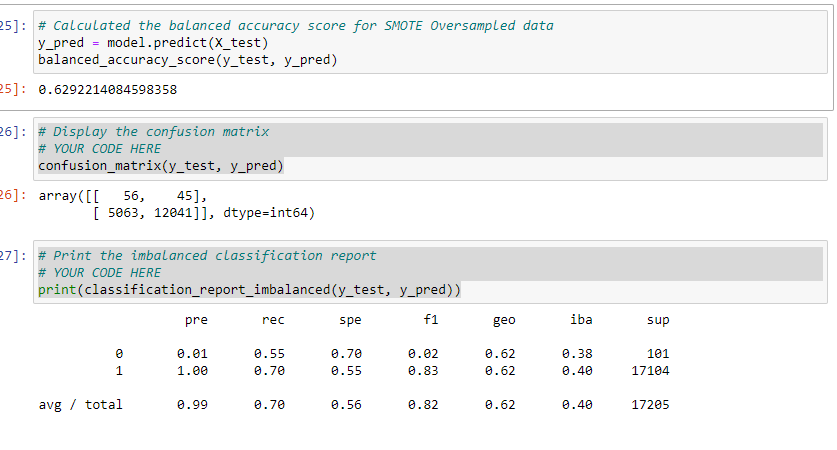 25]: # Calculated the balanced accuracy score for SMOTE Oversampled data
y_pred = model.predict(X_test)
balanced_accuracy_score(y_test, y_pred)
25]: 0.6292214084598358
26]: # Display the confusion matrix
# YOUR CODE HERE
confusion_matrix(y_test, y_pred)
26]: array([[   56,    45],
       [ 5063, 12041]], dtype=int64)
27]: # Print the imbalanced classification report
# YOUR CODE HERE
print(classification_report_imbalanced(y_test, y_pred))
pre rec spe f1 geo iba sup
0 0.01 0.55 0.70 0.02 0.62 0.38 101
1 1.00 0.70 0.55 0.83 0.62 0.40 17104
avg / total 0.99 0.70 0.56 0.82 0.62 0.40 17205